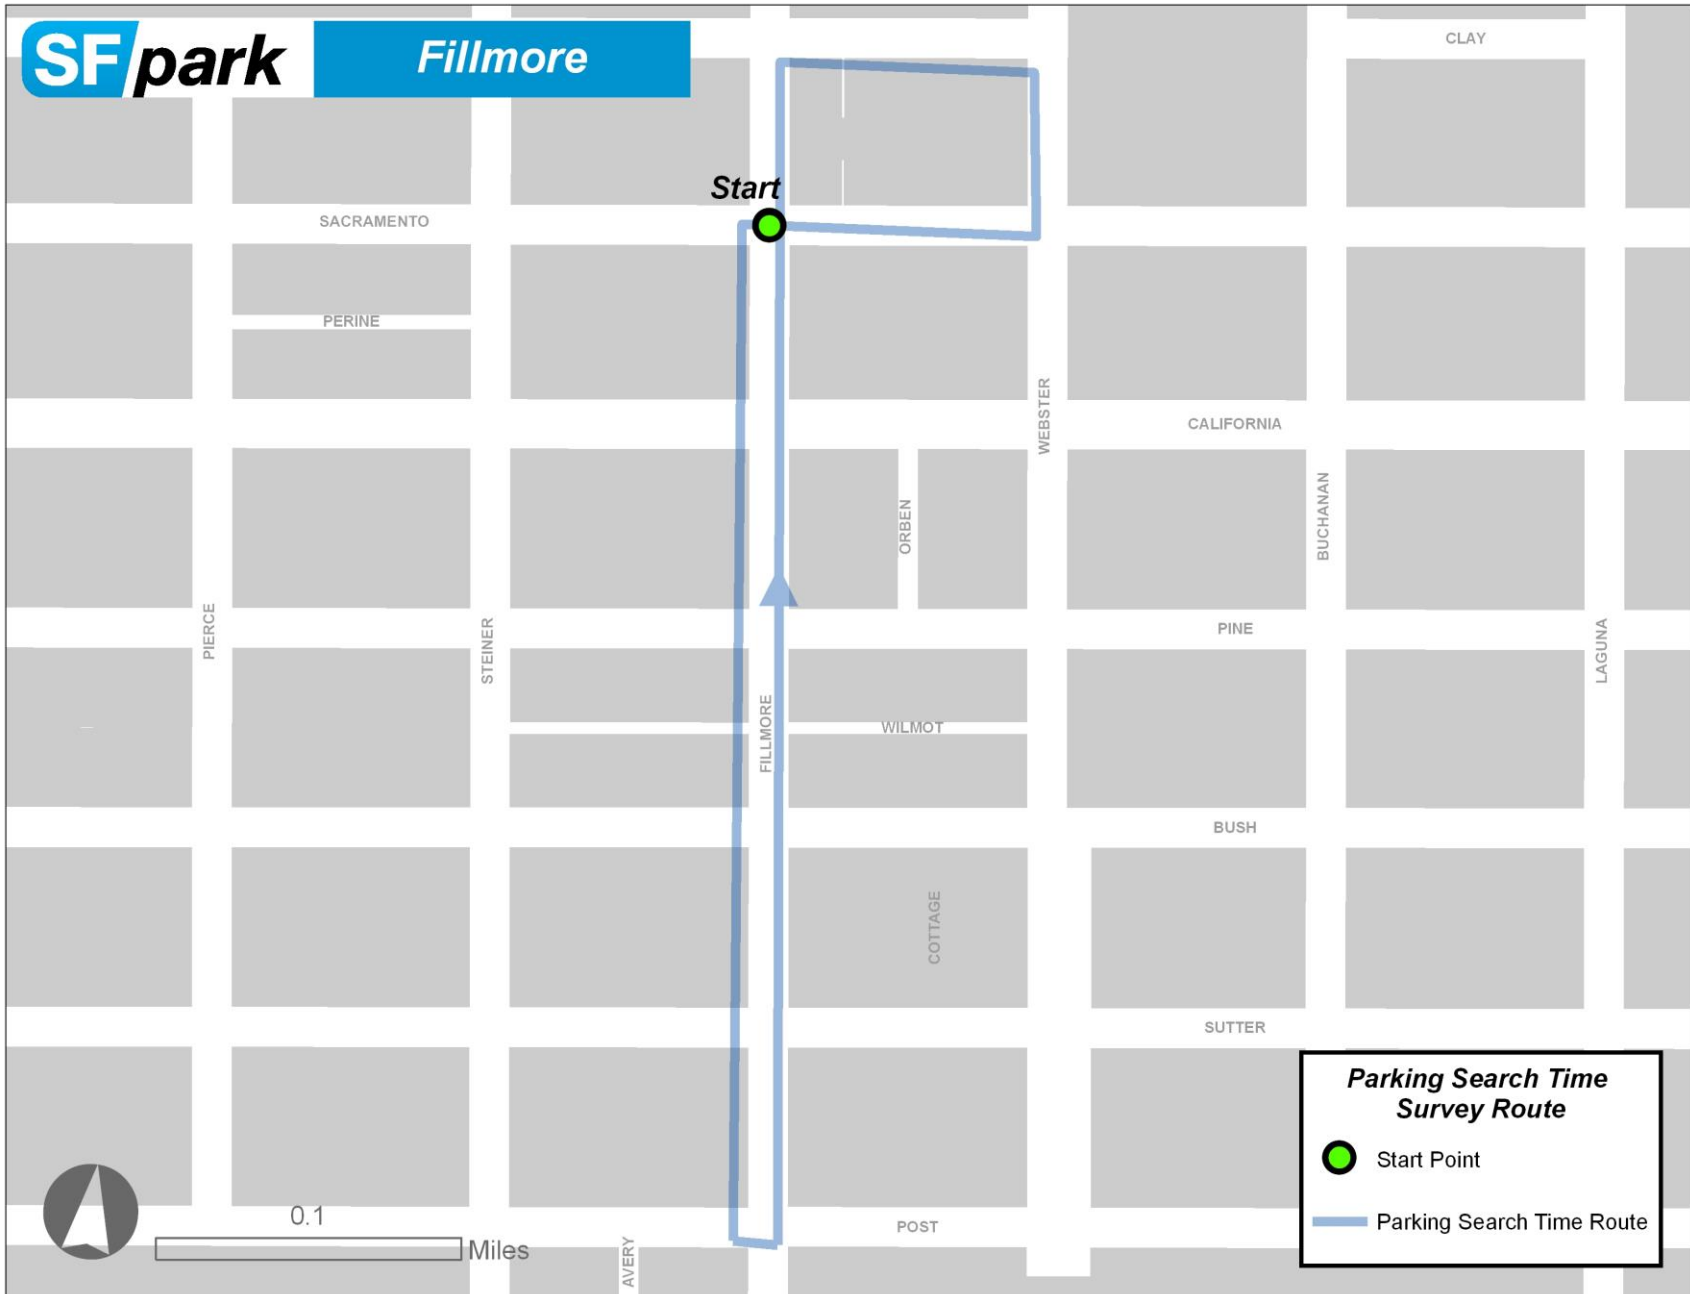 SFpark
Fillmore
CLAY
Start
SACRAMENTO
PERINE
WEBSTER
CALIFORNIA
BUCHANAN
ORBEN
PIERCE
STEINER
PINE
LAGUNA
FILLMORE
WILMOT
BUSH
COTTAGE
SUTTER
Parking Search Time
Survey Route
Start Point
Parking Search Time Route
0.1
Miles
POST
AVERY